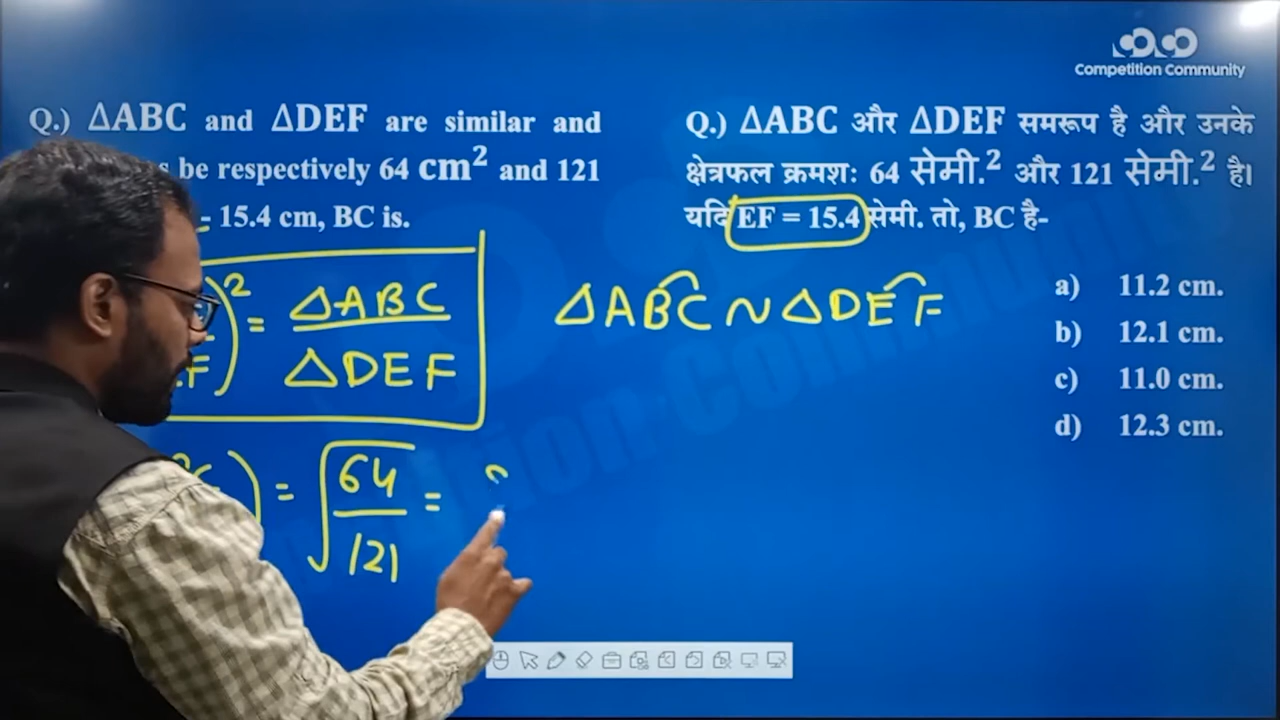 Competition Community
Q.) ΔABC and ΔDEF are similar and
be respectively 64 cm² and 121
15.4 cm, BC is.
Q.) ΔABC और ΔDEF समरूप है और उनके
क्षेत्रफल क्रमशः 64 सेमी.² और 121 सेमी.² है।
यदि EF = 15.4 सेमी. तो, BC है-
a) 11.2 cm.
b) 12.1 cm.
c) 11.0 cm.
d) 12.3 cm.
)² = ΔABC
F) ΔDEF
ΔABC ~ ΔDEF
) = √64/121 =